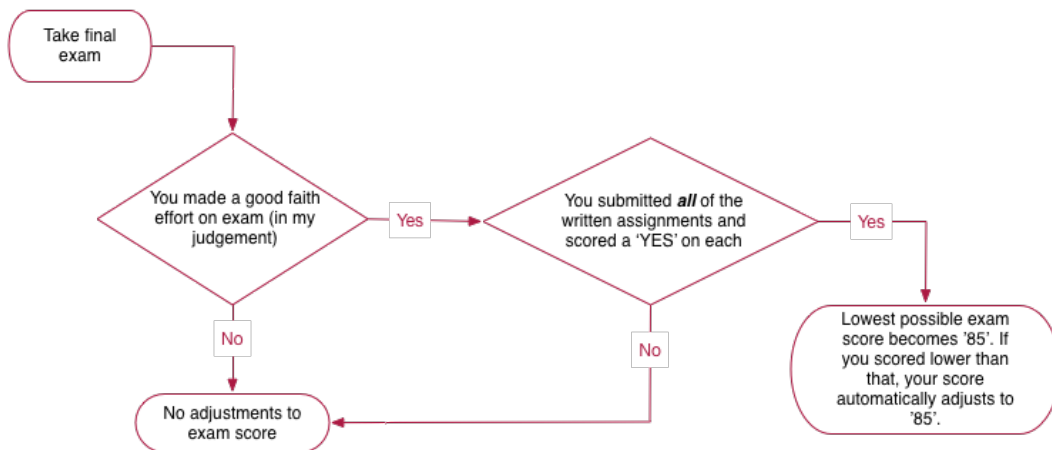 Take final
exam
You made a good faith
effort on exam (in my
judgement)
Yes
You submitted all of the
written assignments and
scored a 'YES' on each
Yes
No
No
Lowest possible exam
score becomes '85'. If
you scored lower than
that, your score
automatically adjusts to
'85'.
No adjustments to
exam score